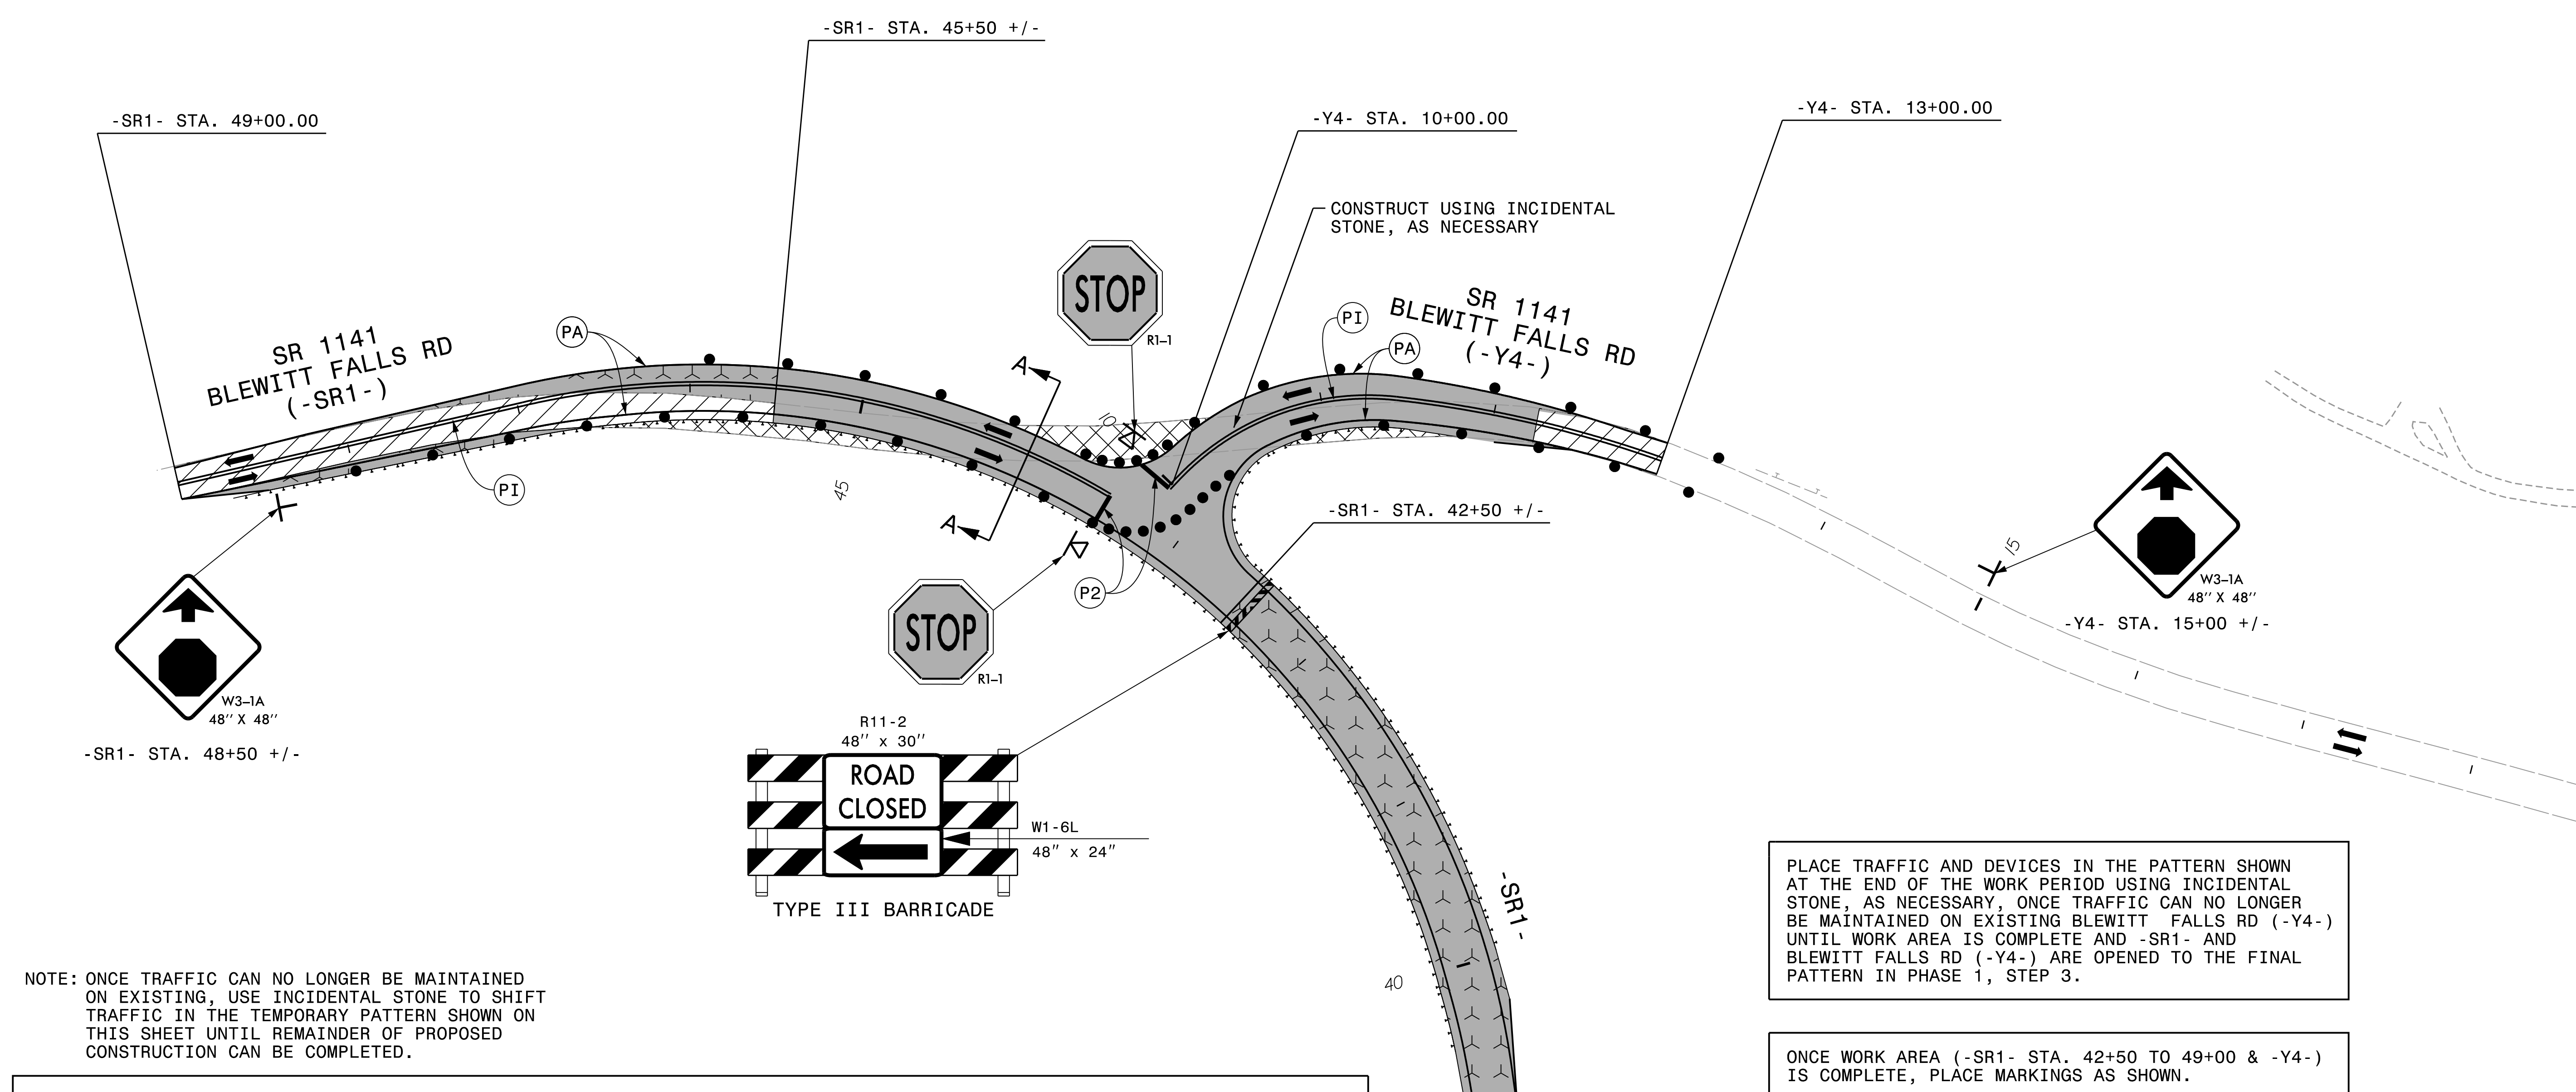 -SR1- STA. 45+50 +/-
-SR1- STA. 49+00.00
-Y4- STA. 10+00.00
-Y4- STA. 13+00.00
CONSTRUCT USING INCIDENTAL
STONE, AS NECESSARY
STOP
R1-1
SR 1141
BLEWITT FALLS RD
(-SR1-)
PA
PI
SR 1141
BLEWITT FALLS RD
(-Y4-)
PI
PA
A
A
10
45
-SR1- STA. 42+50 +/-
P2
STOP
R1-1
15
W3-1A
48" X 48"
-Y4- STA. 15+00 +/-
W3-1A
48" X 48"
-SR1- STA. 48+50 +/-
R11-2
48" x 30"
ROAD
CLOSED
W1-6L
48" x 24"
TYPE III BARRICADE
-SR1-
40
PLACE TRAFFIC AND DEVICES IN THE PATTERN SHOWN
AT THE END OF THE WORK PERIOD USING INCIDENTAL
STONE, AS NECESSARY, ONCE TRAFFIC CAN NO LONGER
BE MAINTAINED ON EXISTING BLEWITT FALLS RD (-Y4-)
UNTIL WORK AREA IS COMPLETE AND -SR1- AND
BLEWITT FALLS RD (-Y4-) ARE OPENED TO THE FINAL
PATTERN IN PHASE 1, STEP 3.
NOTE: ONCE TRAFFIC CAN NO LONGER BE MAINTAINED
ON EXISTING, USE INCIDENTAL STONE TO SHIFT
TRAFFIC IN THE TEMPORARY PATTERN SHOWN ON
THIS SHEET UNTIL REMAINDER OF PROPOSED
CONSTRUCTION CAN BE COMPLETED.
ONCE WORK AREA (-SR1- STA. 42+50 TO 49+00 & -Y4-)
IS COMPLETE, PLACE MARKINGS AS SHOWN.